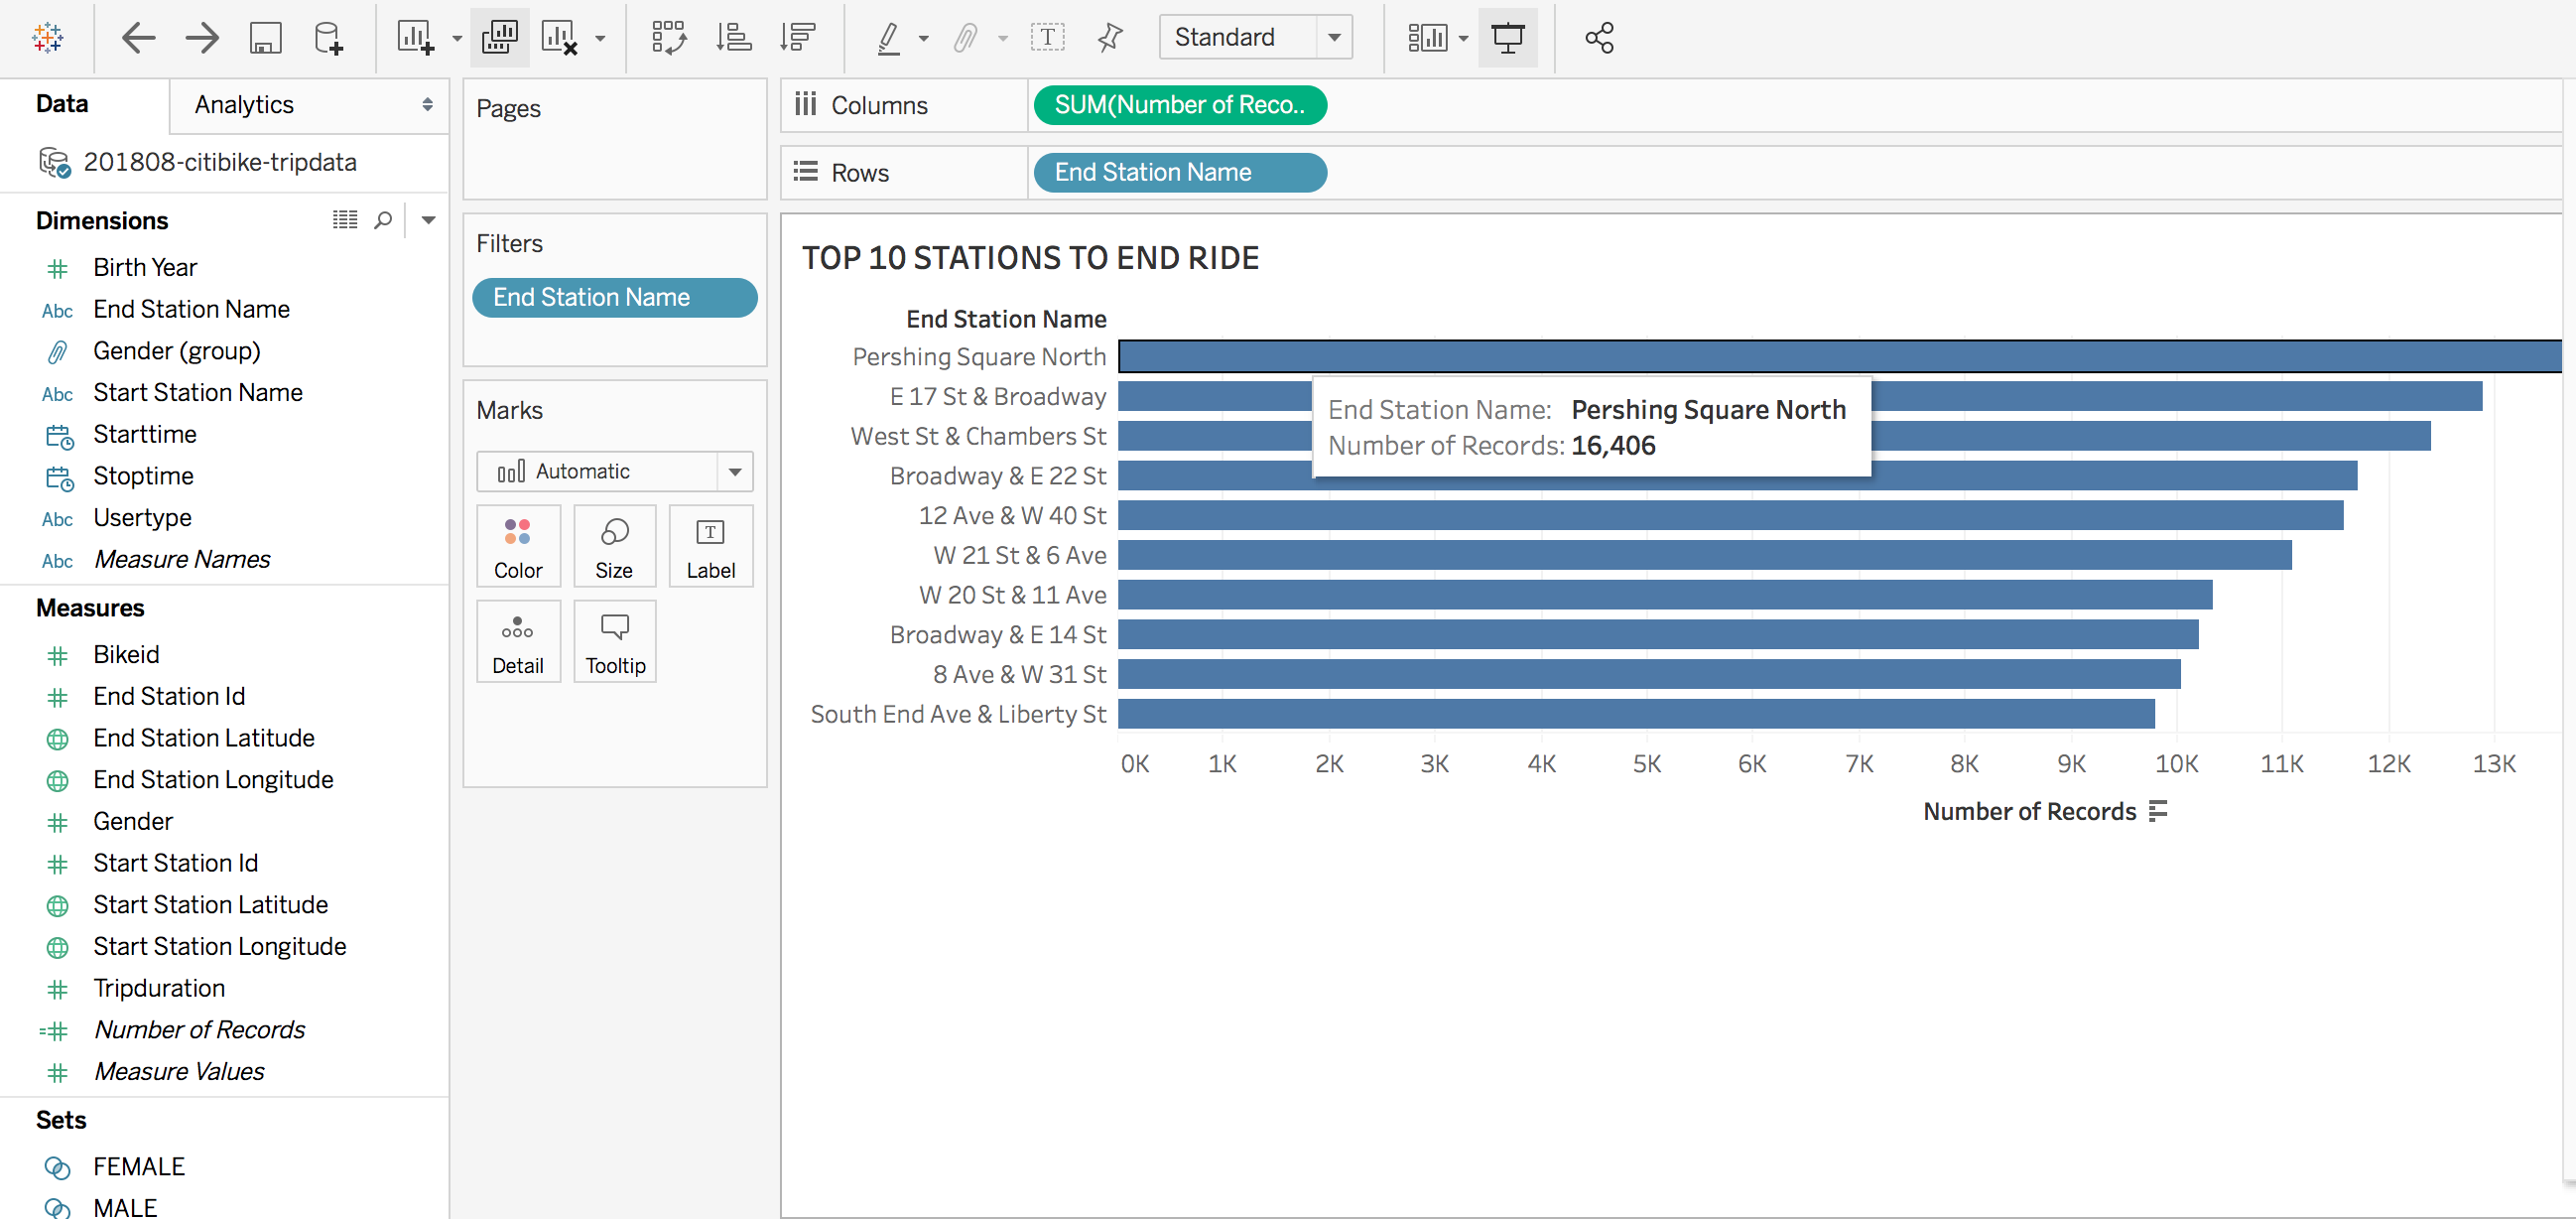 Standard
Data
Analytics
201808-citibike-tripdata
Dimensions
Birth Year
Abc End Station Name
Gender (group)
Abc Start Station Name
Starttime
Stoptime
Abc Usertype
Abc Measure Names
Measures
Bikeid
End Station Id
End Station Latitude
End Station Longitude
Gender
Start Station Id
Start Station Latitude
Start Station Longitude
Tripduration
Number of Records
Measure Values
Sets
FEMALE
MALE
Pages
Filters
End Station Name
Marks
Automatic
Color
Size
T
Label
Detail
Tooltip
Columns
SUM(Number of Reco..
Rows
End Station Name
TOP 10 STATIONS TO END RIDE
End Station Name
Pershing Square North
E 17 St & Broadway
West St & Chambers St
Broadway & E 22 St
12 Ave & W 40 St
W 21 St & 6 Ave
W 20 St & 11 Ave
Broadway & E 14 St
8 Ave & W 31 St
South End Ave & Liberty St
End Station Name: Pershing Square North
Number of Records: 16,406
0K 1K 2K 3K 4K 5K 6K 7K 8K 9K 10K 11K 12K 13K
Number of Records